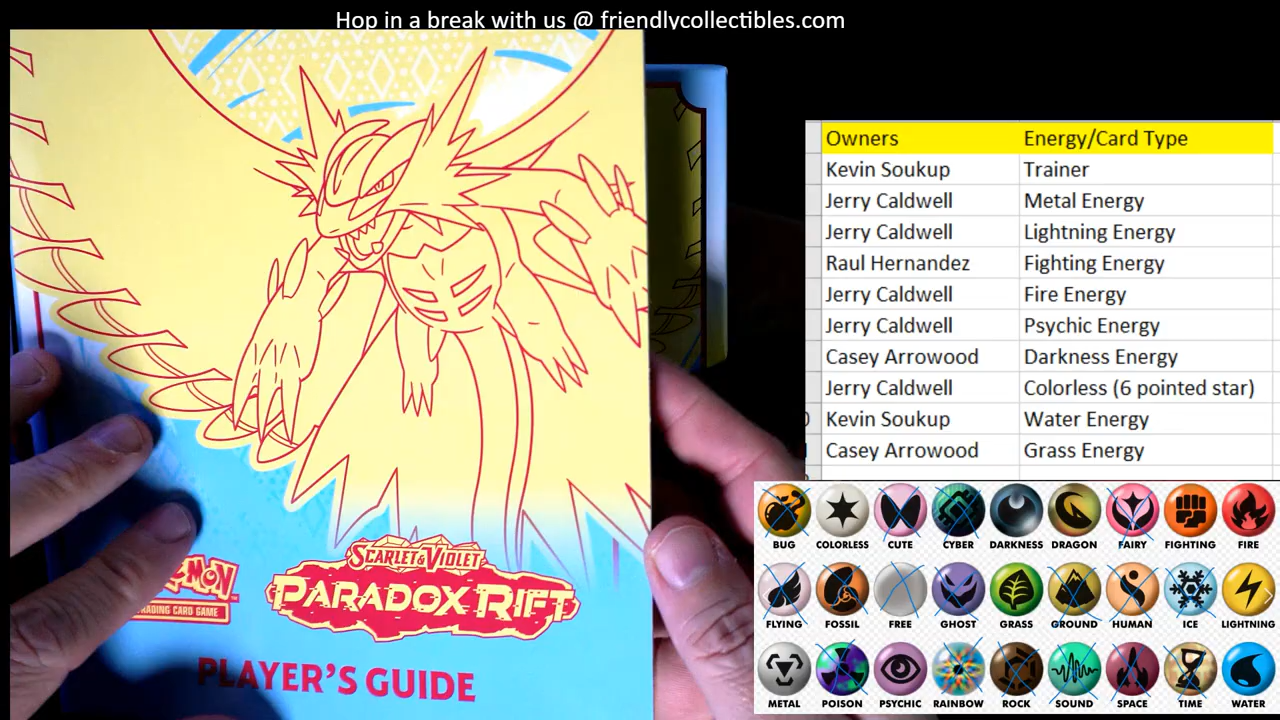 Hop in a break with us @ friendlycollectibles.com
SCARLET & VIOLET
PARADOX RIFT
TRADING CARD GAME
PLAYER'S GUIDE
Owners Energy/Card Type
Kevin Soukup Trainer
Jerry Caldwell Metal Energy
Jerry Caldwell Lightning Energy
Raul Hernandez Fighting Energy
Jerry Caldwell Fire Energy
Jerry Caldwell Psychic Energy
Casey Arrowood Darkness Energy
Jerry Caldwell Colorless (6 pointed star)
Kevin Soukup Water Energy
Casey Arrowood Grass Energy
BUG COLORLESS CUTE CYBER DARKNESS DRAGON FAIRY FIGHTING FIRE
FLYING FOSSIL FREE GHOST GRASS GROUND HUMAN ICE LIGHTNING
METAL POISON PSYCHIC RAINBOW ROCK SOUND SPACE TIME WATER